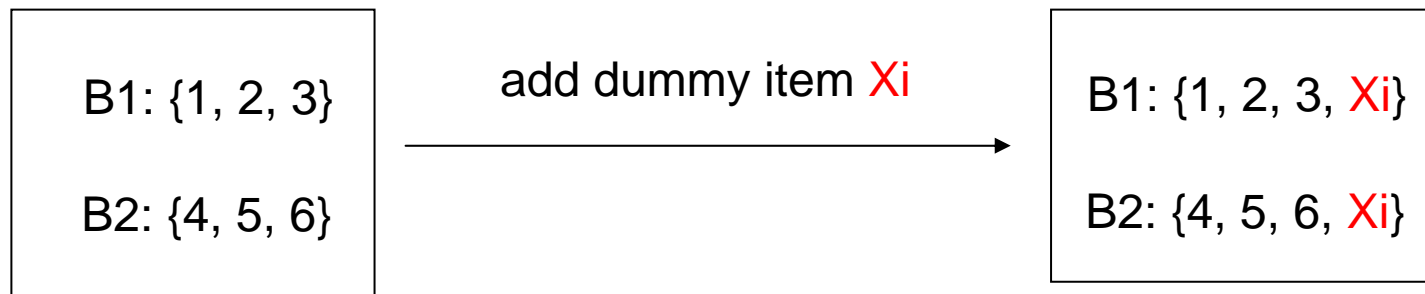 B1: {1, 2, 3}
B2: {4, 5, 6}
add dummy item Xi
B1: {1, 2, 3, Xi}
B2: {4, 5, 6, Xi}